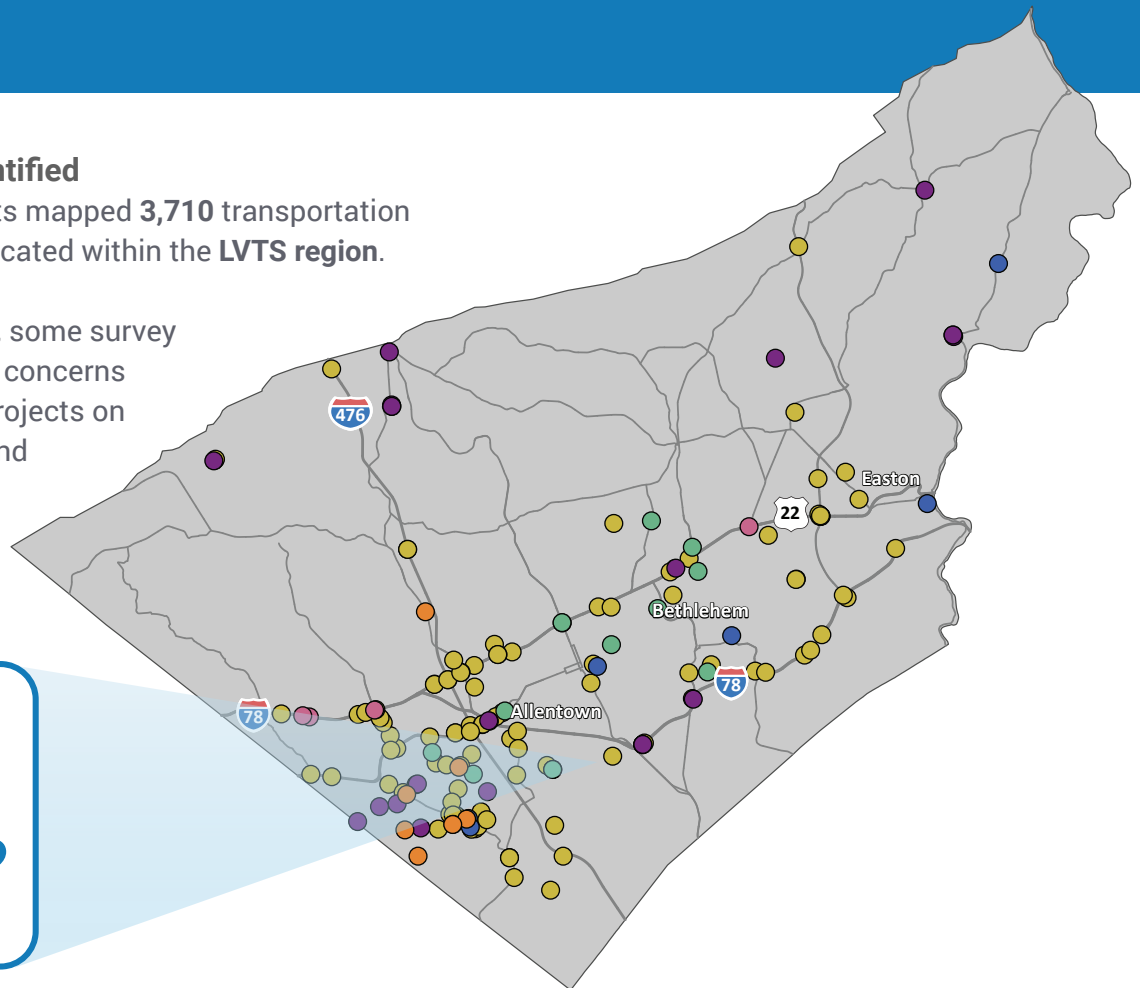 ntified
ts mapped 3,710 transportation
cated within the LVTS region.
some survey
concerns
rojects on
nd
476
22
Easton
Bethlehem
78
78
Allentown